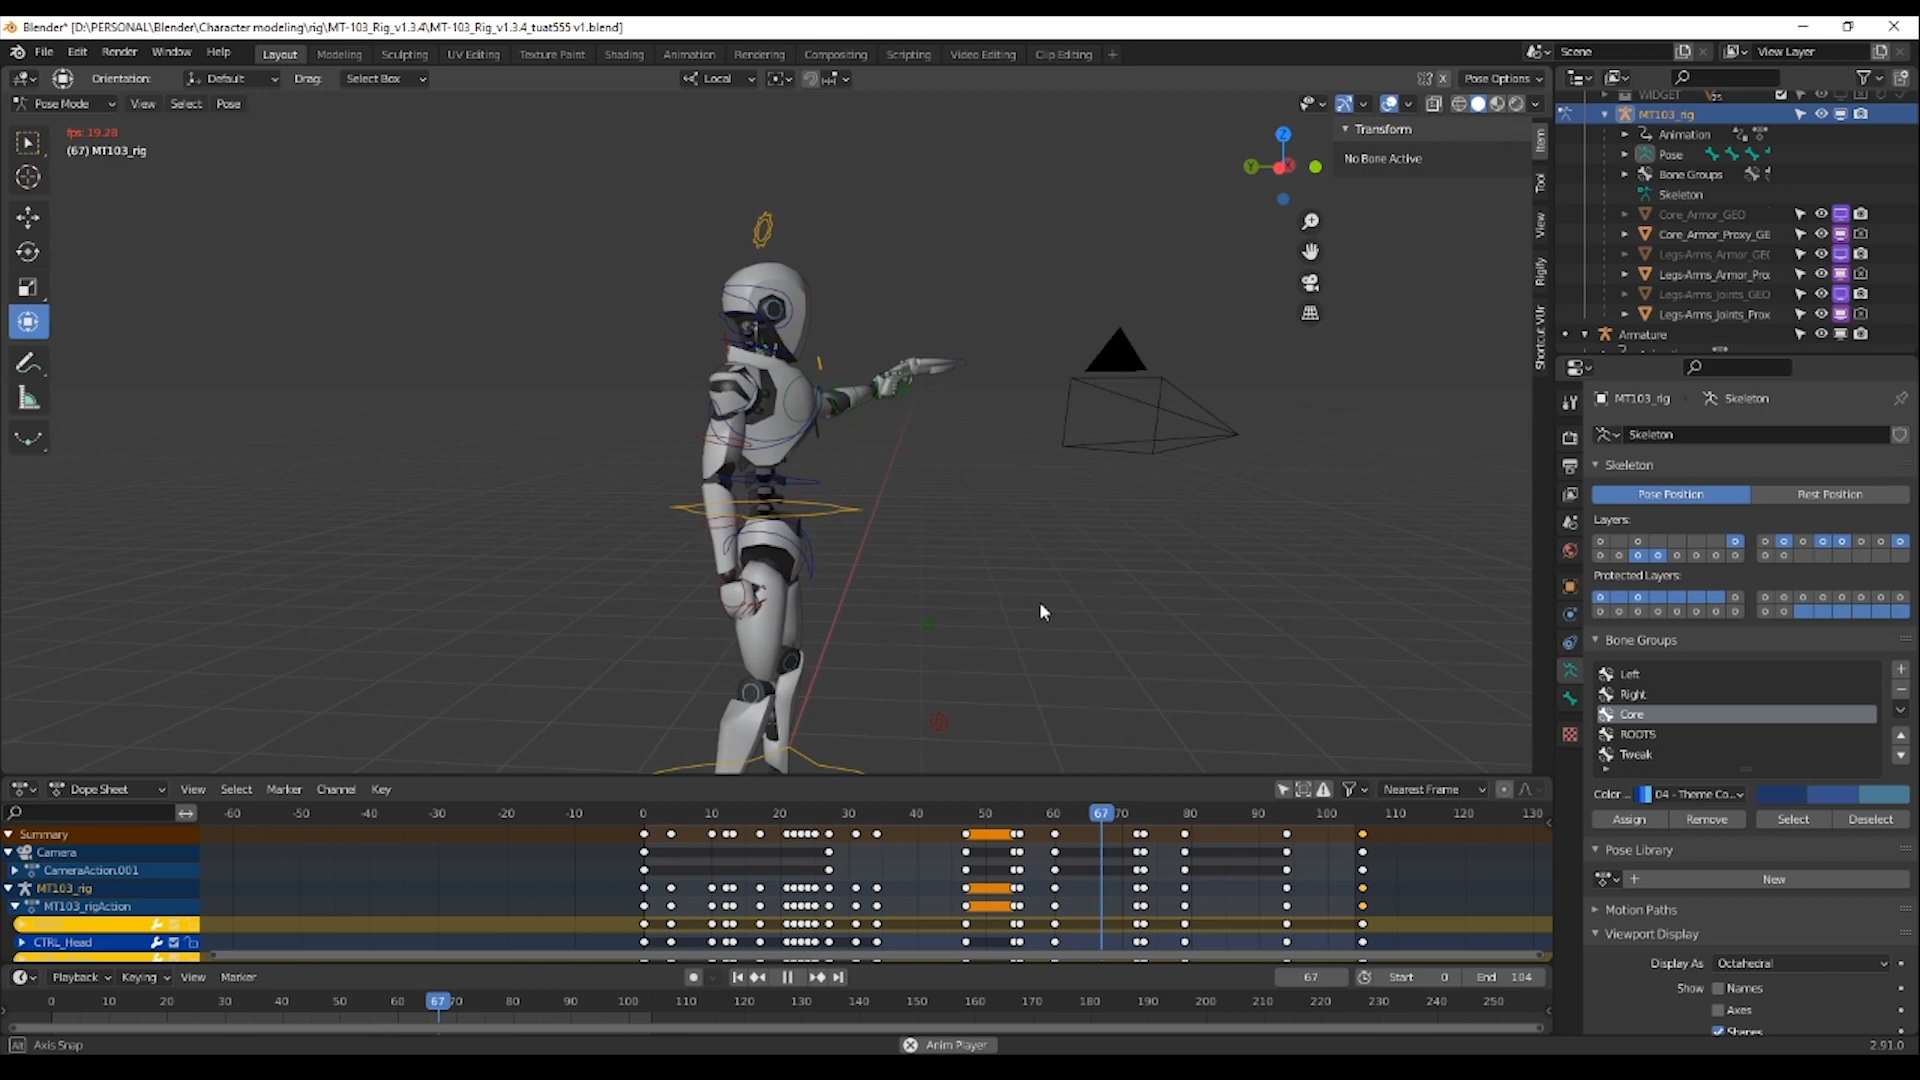 Blender* [D:\PERSONAL\Blender\Character modeling\rig\MT-103_Rig_v1.3.4\MT-103_Rig_v1.3.4_tuat555 v1.blend]
File Edit Render Window Help Layout Modeling Sculpting UV Editing Texture Paint Shading Animation Rendering Compositing Scripting Video Editing Clip Editing + Scene View Layer
Orientation: Default Drag: Select Box Local Pose Options
Pose Mode View Select Pose
fps: 19.28
(67) MT103_rig
Z
Y
X
Transform
No Bone Active
Item
Tool
View
Rigify
Shortcut VUr
WIDGET 25
MT103_rig
Animation
Pose
Bone Groups
Skeleton
Core_Armor_GEO
Core_Armor_Proxy_GE
Legs-Arms_Armor_GEO
Legs-Arms_Armor_Pro
Legs-Arms_Joints_GEO
Legs-Arms_Joints_Prox
Armature
MT103_rig Skeleton
Skeleton
Skeleton
Pose Position Rest Position
Layers:
Protected Layers:
Bone Groups
Left
Right
Core
ROOTS
Tweak
Color... 04 - Theme Co...
Assign Remove Select Deselect
Pose Library
+ New
Motion Paths
Viewport Display
Display As Octahedral
Show Names
Axes
Shapes
Dope Sheet View Select Marker Channel Key Nearest Frame
-60 -50 -40 -30 -20 -10 0 10 20 30 40 50 60 67 70 80 90 100 110 120 130
Summary
Camera
CameraAction.001
MT103_rig
MT103_rigAction
CTRL_Head
Playback Keying View Marker 67 Start 0 End 104
0 10 20 30 40 50 60 67 70 80 90 100 110 120 130 140 150 160 170 180 190 200 210 220 230 240 250
Alt Axis Snap Anim Player 2.91.0